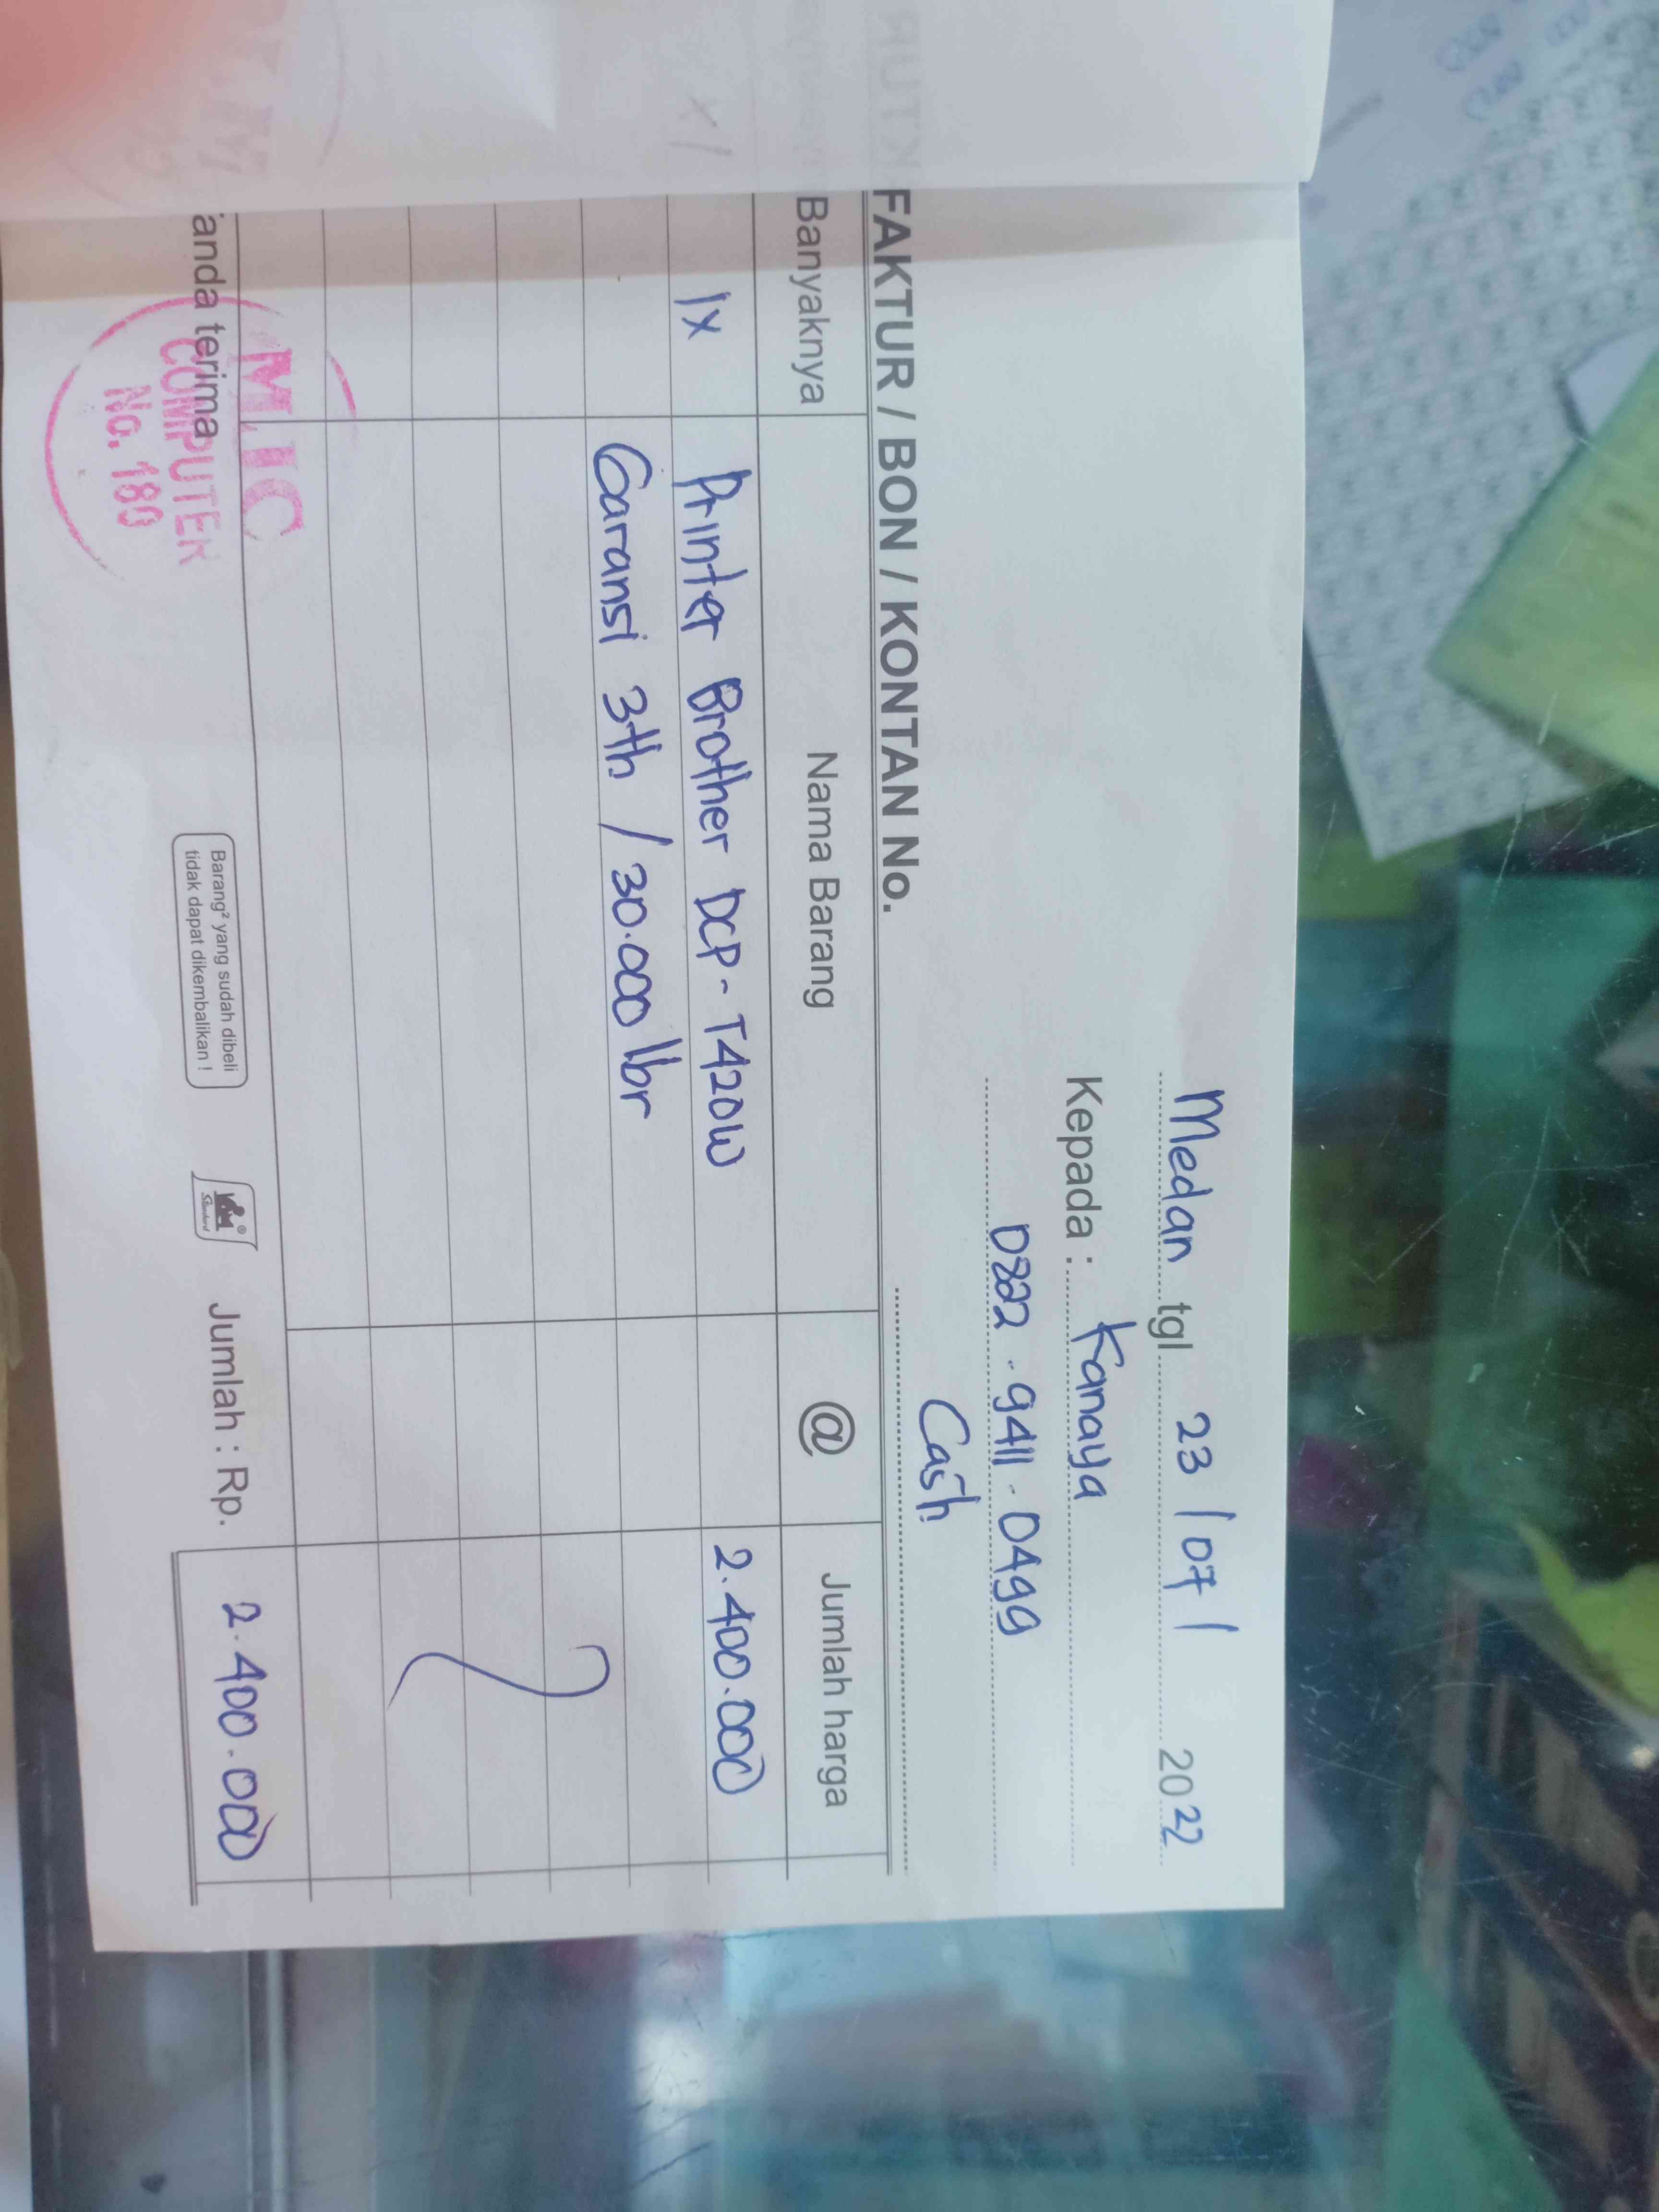 Medan tgl 23 / 07 / 2022
Kepada : Kanaya
0822 - 9411 - 0499
Cash
FAKTUR / BON / KONTAN No.
Banyaknya Nama Barang @ Jumlah harga
1x Printer Brother DCP - T420W 2.400.000
Garansi 3th / 30.000 lbr
anda terima
MTC
COMPUTER
No. 180
Barang² yang sudah dibeli
tidak dapat dikembalikan !
Jumlah : Rp. 2.400.000